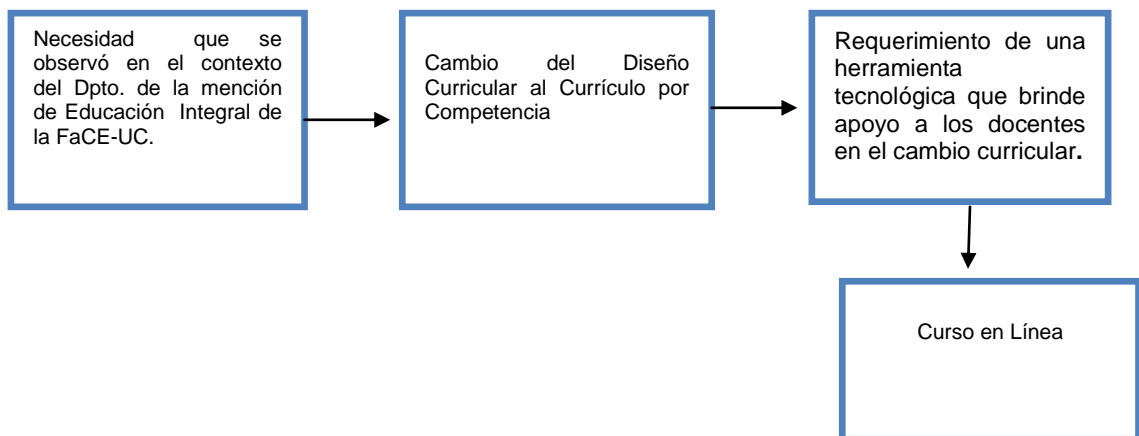 Necesidad que se
observó en el contexto
del Dpto. de la mención
de Educación Integral de
la FaCE-UC.
Cambio del Diseño
Curricular al Currículo por
Competencia
Requerimiento de una
herramienta
tecnológica que brinde
apoyo a los docentes
en el cambio curricular.
Curso en Línea